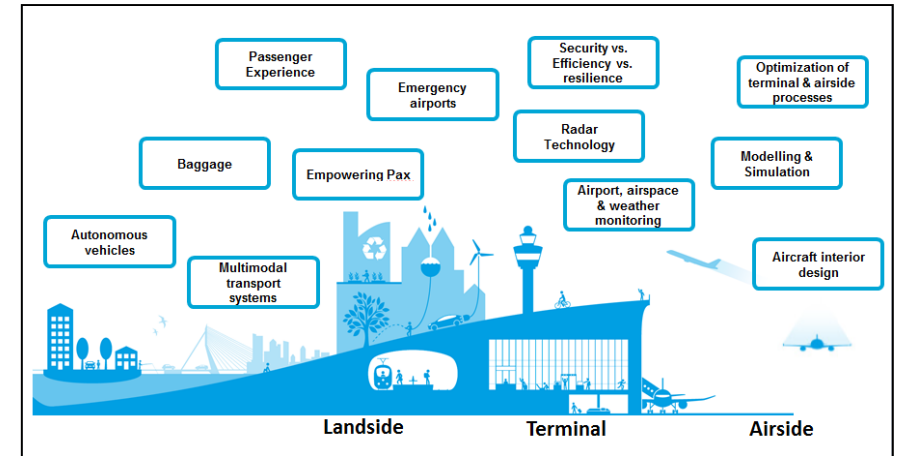 Passenger
Experience
Security vs.
Efficiency vs.
resilience
Optimization of
terminal & airside
processes
Emergency
airports
Radar
Technology
Baggage
Empowering Pax
Modelling &
Simulation
Airport, airspace
& weather
monitoring
Autonomous
vehicles
Multimodal
transport
systems
Aircraft interior
design
Landside
Terminal
Airside